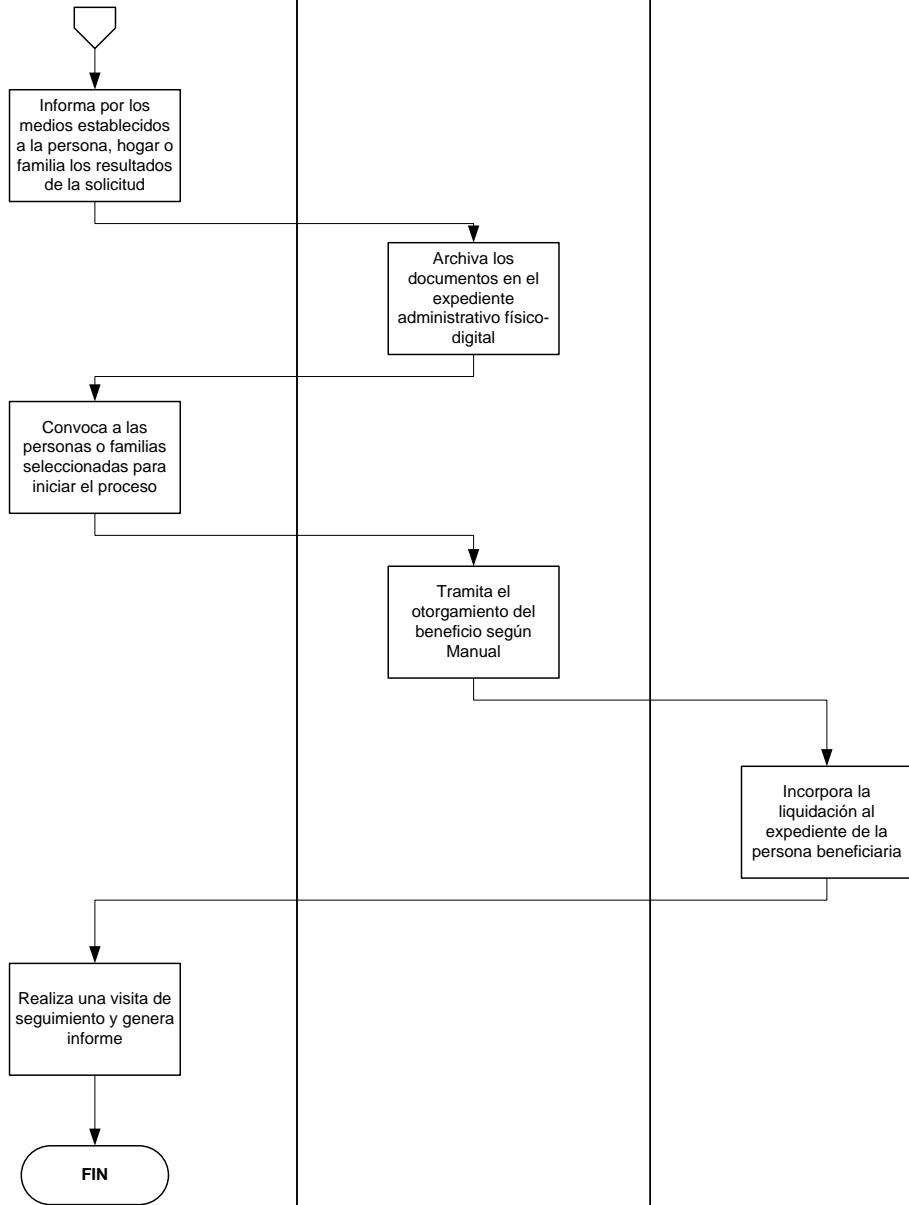 Informa por los
medios establecidos
a la persona, hogar o
familia los resultados
de la solicitud
Archiva los
documentos en el
expediente
administrativo físico-
digital
Convoca a las
personas o familias
seleccionadas para
iniciar el proceso
Tramita el
otorgamiento del
beneficio según
Manual
Incorpora la
liquidación al
expediente de la
persona beneficiaria
Realiza una visita de
seguimiento y genera
informe
FIN